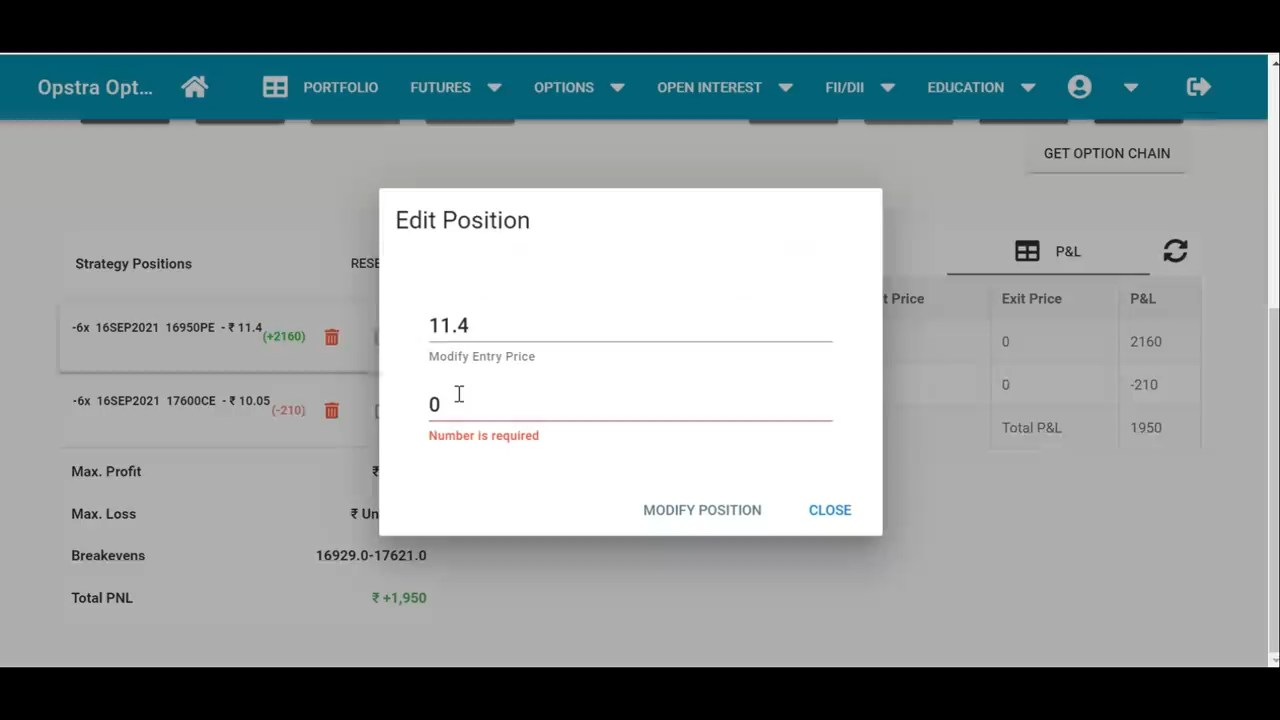 Opstra Opt...
PORTFOLIO
FUTURES
OPTIONS
OPEN INTEREST
FII/DII
EDUCATION
GET OPTION CHAIN
Edit Position
Strategy Positions
RESE
P&L
t Price
Exit Price
P&L
-6x 16SEP2021 16950PE - ₹ 11.4 (+2160)
11.4
Modify Entry Price
0
2160
-6x 16SEP2021 17600CE - ₹ 10.05 (-210)
0
Number is required
0
-210
Total P&L
1950
Max. Profit
₹
Max. Loss
₹ Un
MODIFY POSITION
CLOSE
Breakevens
16929.0-17621.0
Total PNL
₹ +1,950